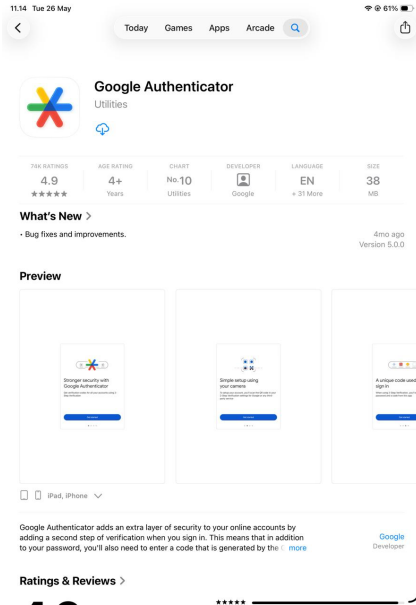 11.14 Tue 26 May
61%
Today Games Apps Arcade
Google Authenticator
Utilities
74K RATINGS
4.9
★★★★★
AGE RATING
4+
Years
CHART
No.10
Utilities
DEVELOPER
Google
LANGUAGE
EN
+ 31 More
SIZE
38
MB
What's New >
• Bug fixes and improvements.
4mo ago
Version 5.0.0
Preview
Stronger security with
Google Authenticator
Simple setup using
your camera
A unique code used
sign in
iPad, iPhone
Google Authenticator adds an extra layer of security to your online accounts by
adding a second step of verification when you sign in. This means that in addition
to your password, you'll also need to enter a code that is generated by the
more
Google
Developer
Ratings & Reviews >
★★★★★